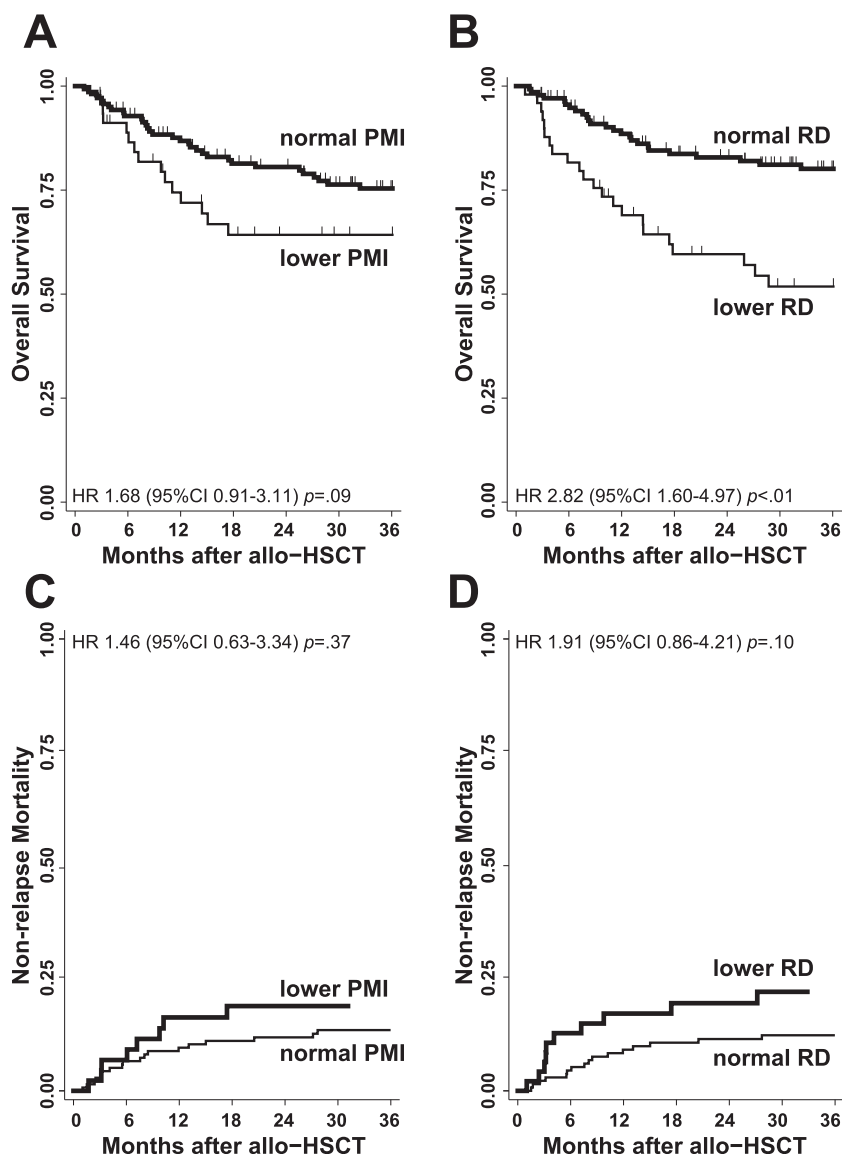 A
Overall Survival
1.00
0.75
0.50
0.25
0.00
normal PMI
lower PMI
HR 1.68 (95%CI 0.91-3.11) p=.09
0 6 12 18 24 30 36
Months after allo−HSCT
B
Overall Survival
1.00
0.75
0.50
0.25
0.00
normal RD
lower RD
HR 2.82 (95%CI 1.60-4.97) p<.01
0 6 12 18 24 30 36
Months after allo−HSCT
C
Non-relapse Mortality
1.00
0.75
0.50
0.25
0.00
HR 1.46 (95%CI 0.63-3.34) p=.37
lower PMI
normal PMI
0 6 12 18 24 30 36
Months after allo−HSCT
D
Non-relapse Mortality
1.00
0.75
0.50
0.25
0.00
HR 1.91 (95%CI 0.86-4.21) p=.10
lower RD
normal RD
0 6 12 18 24 30 36
Months after allo−HSCT